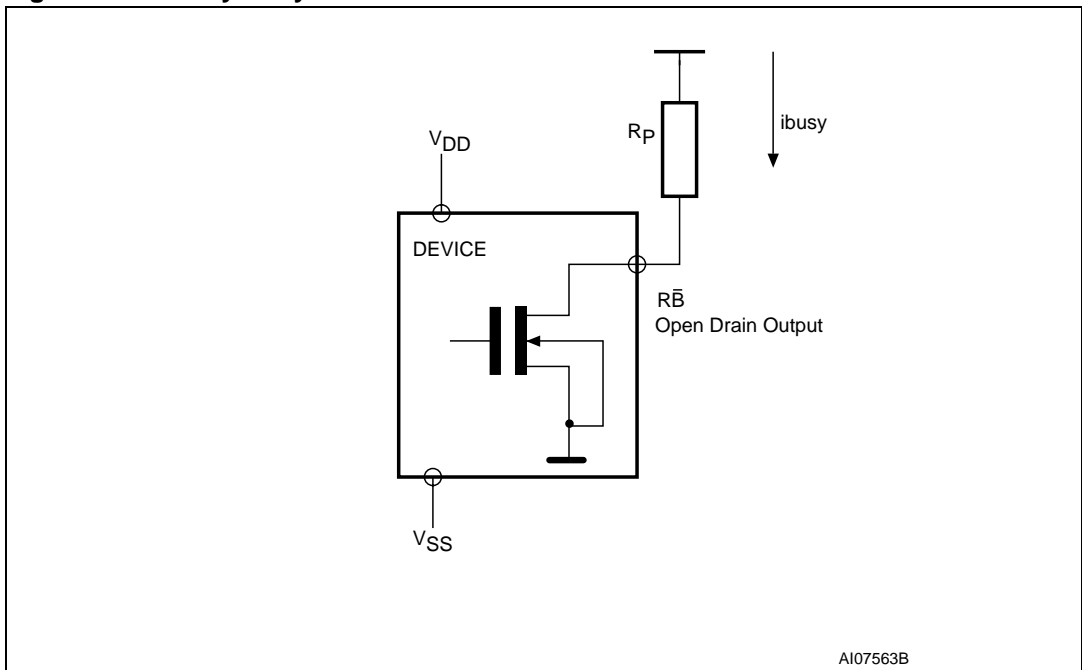 RP
ibusy
VDD
DEVICE
RB̅
Open Drain Output
VSS
AI07563B